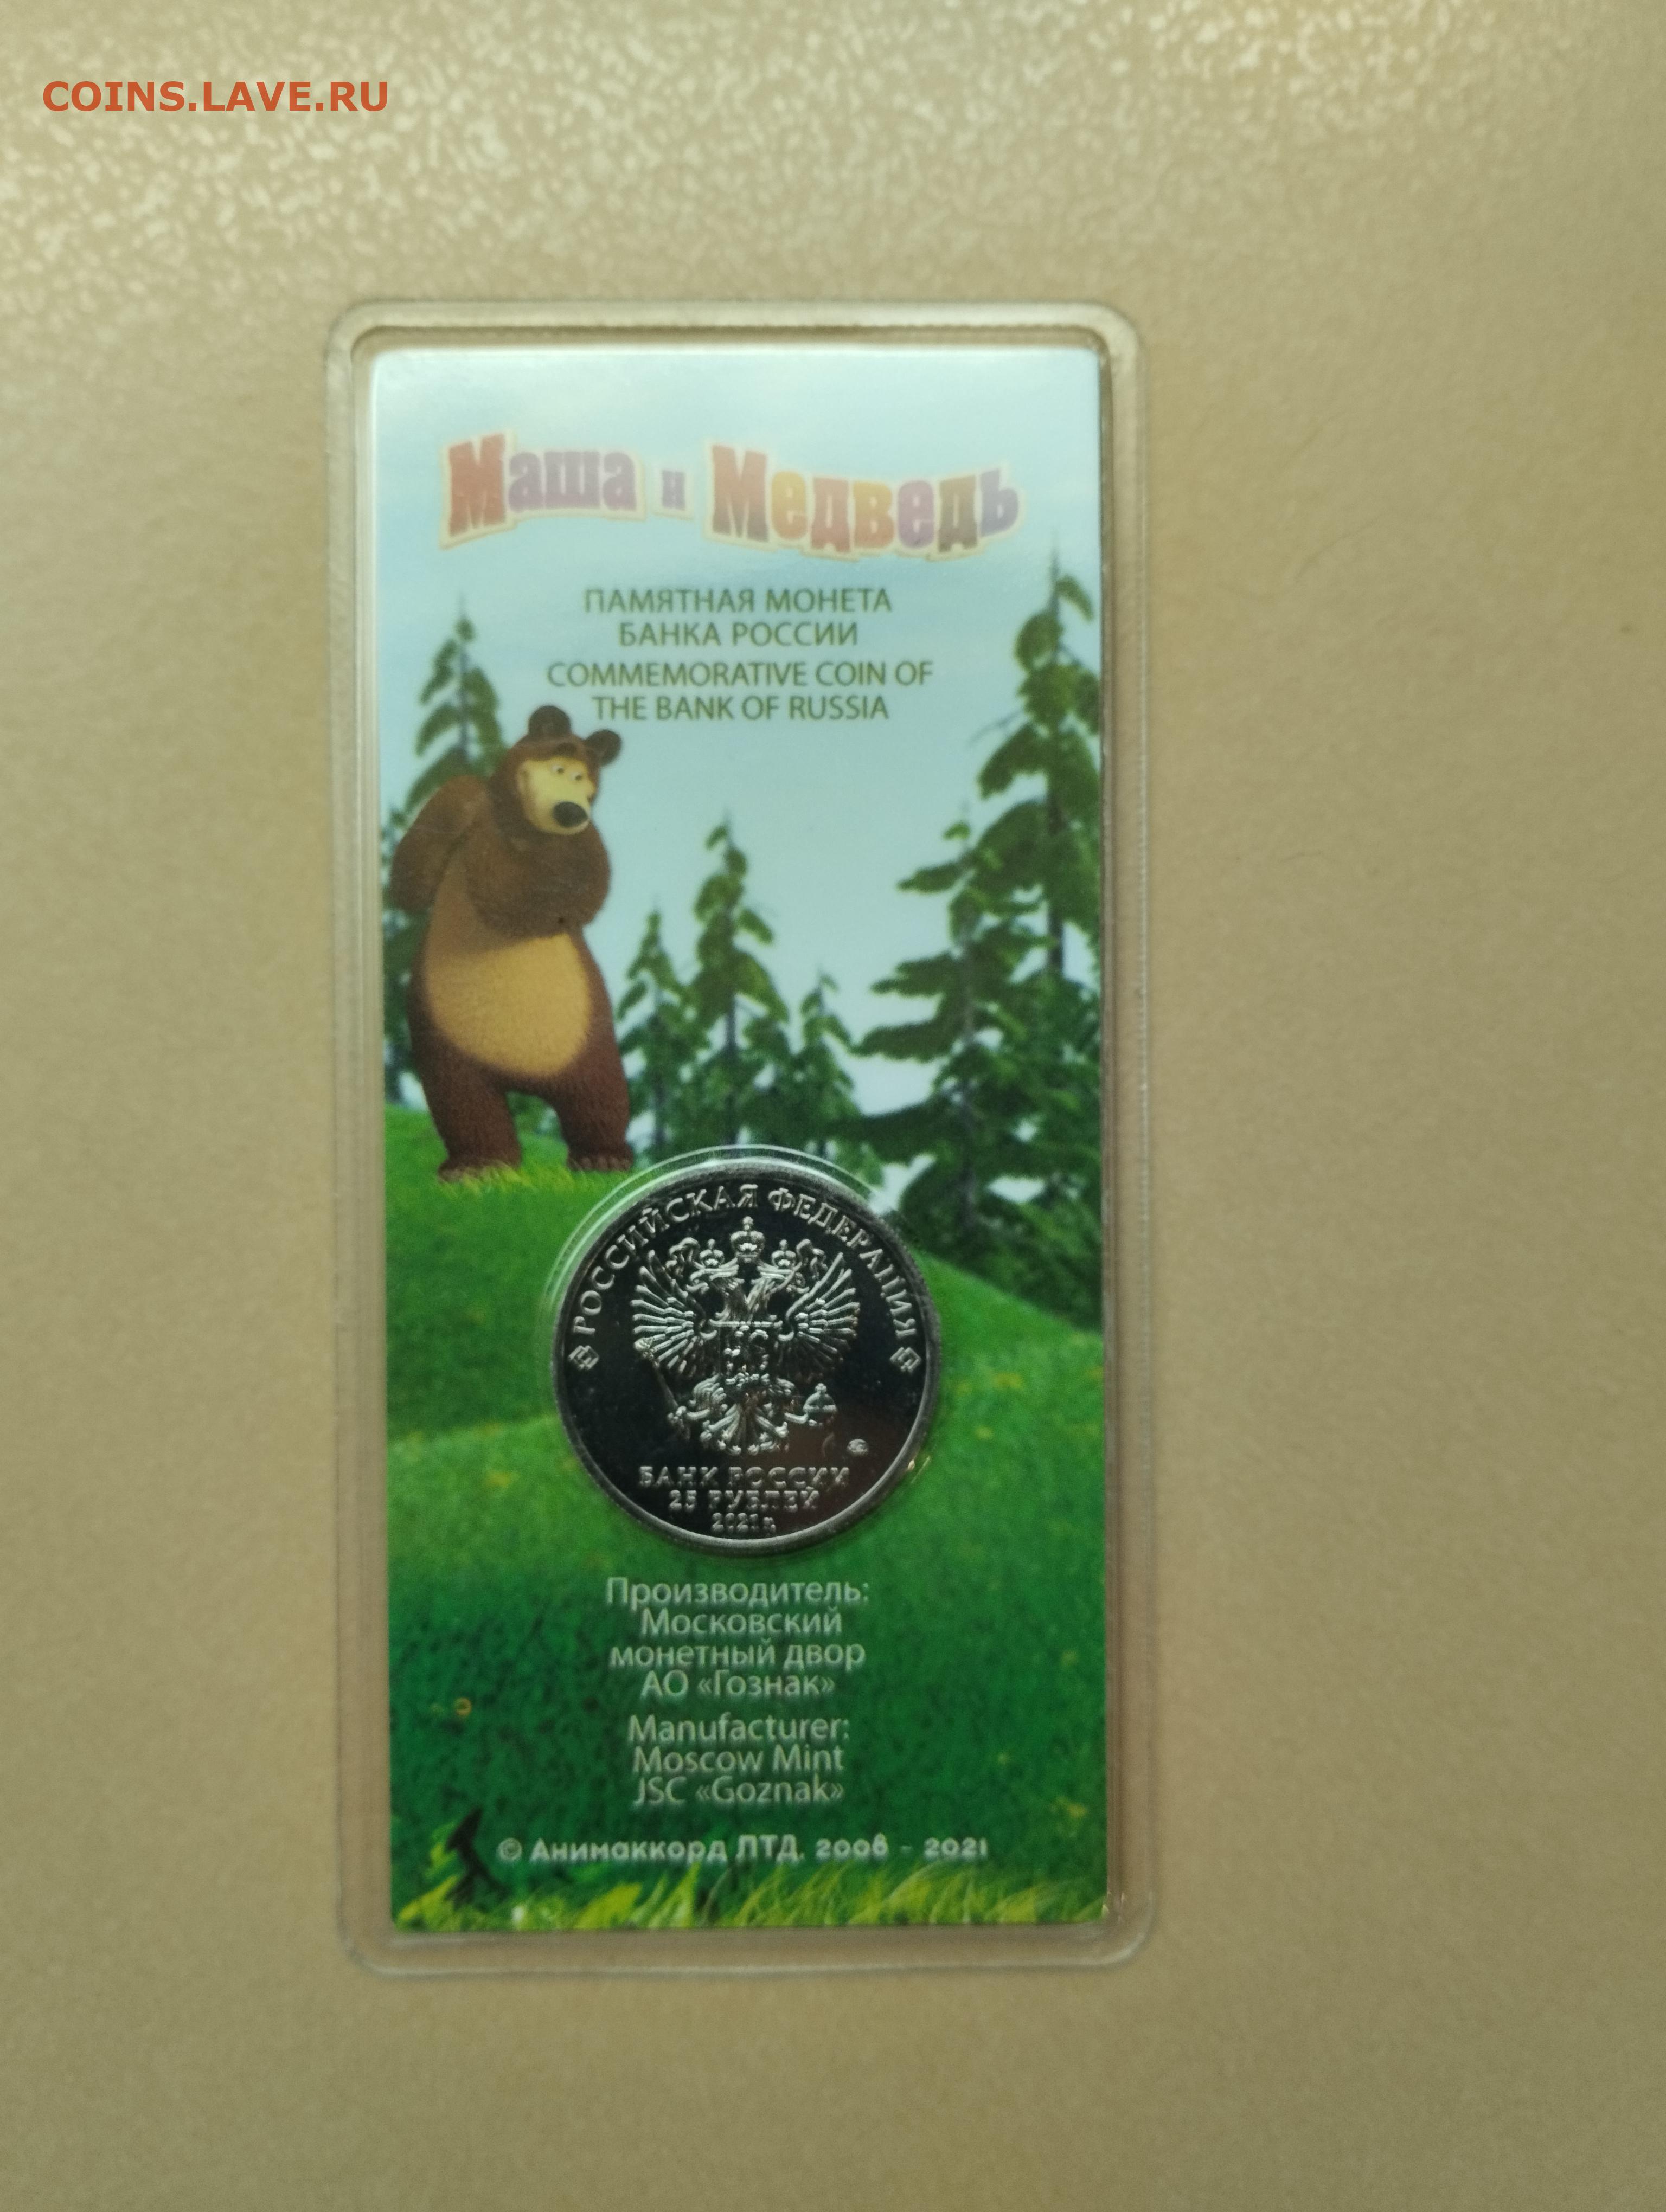 COINS.LAVE.RU
Маша и Медведь
ПАМЯТНАЯ МОНЕТА
БАНКА РОССИИ
COMMEMORATIVE COIN OF
THE BANK OF RUSSIA
РОССИЙСКАЯ ФЕДЕРАЦИЯ
БАНК РОССИИ
25 РУБЛЕЙ
2021 г.
Производитель:
Московский
монетный двор
АО «Гознак»
Manufacturer:
Moscow Mint
JSC «Goznak»
© Анимаккорд ЛТД, 2008 - 2021